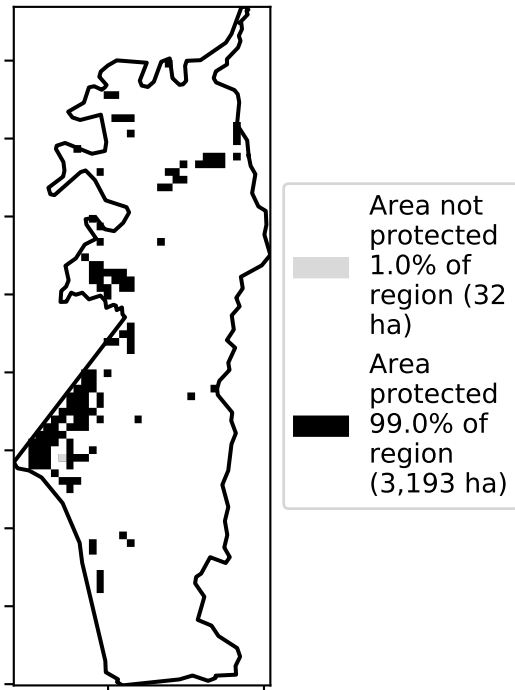 Area not
protected
1.0% of
region (32
ha)
Area
protected
99.0% of
region
(3,193 ha)